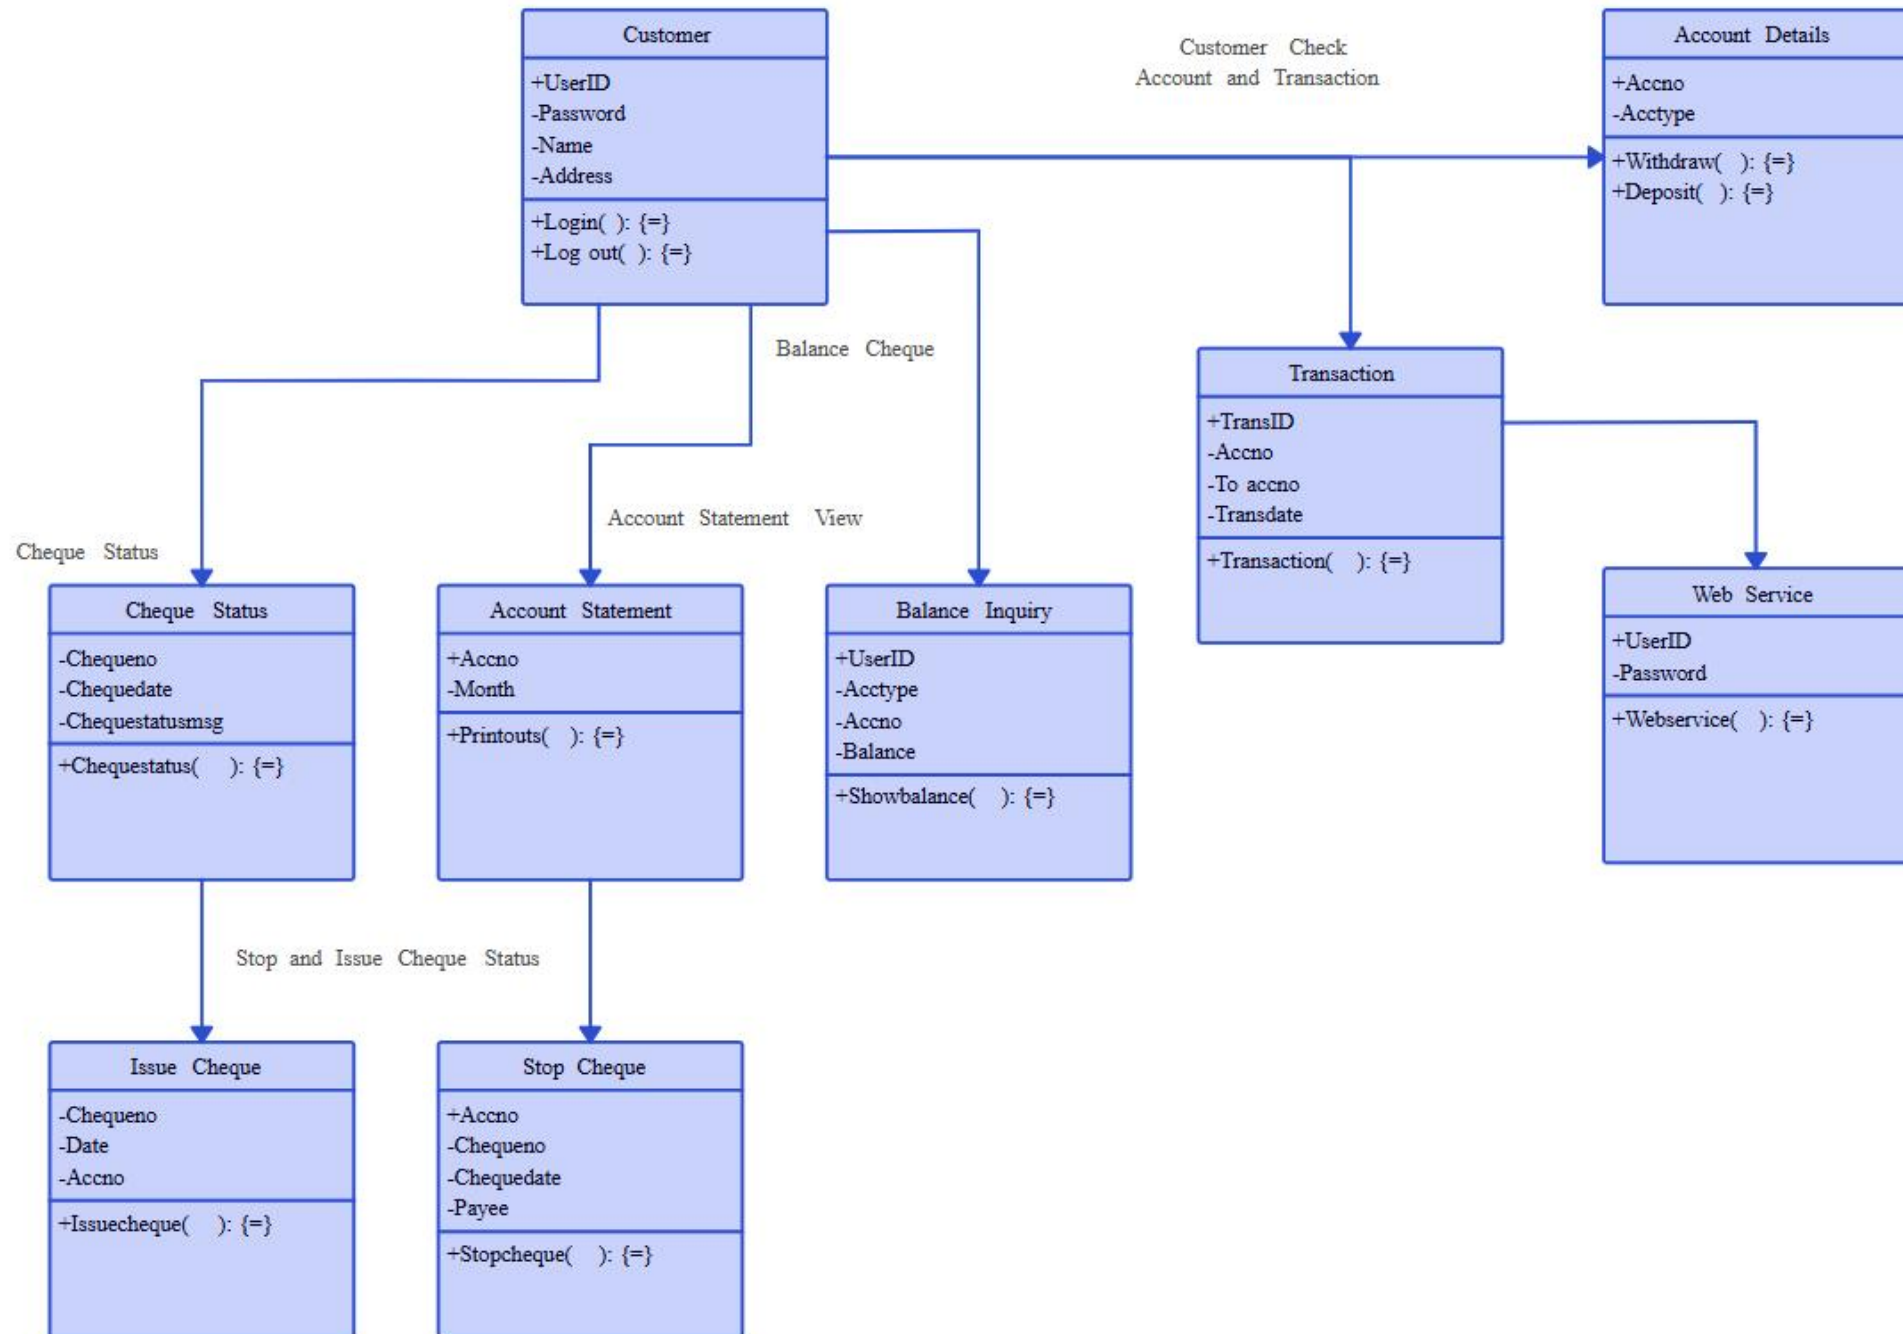 Customer
+UserID
-Password
-Name
-Address
+Login( ): {=}
+Log out( ): {=}
Customer Check
Account and Transaction
Account Details
+Accno
-Acctype
+Withdraw( ): {=}
+Deposit( ): {=}
Balance Cheque
Transaction
+TransID
-Accno
-To accno
-Transdate
+Transaction( ): {=}
Account Statement View
Cheque Status
Cheque Status
-Chequeno
-Chequedate
-Chequestatusmsg
+Chequestatus( ): {=}
Account Statement
+Accno
-Month
+Printouts( ): {=}
Balance Inquiry
+UserID
-Acctype
-Accno
-Balance
+Showbalance( ): {=}
Web Service
+UserID
-Password
+Webservice( ): {=}
Stop and Issue Cheque Status
Issue Cheque
-Chequeno
-Date
-Accno
+Issuecheque( ): {=}
Stop Cheque
+Accno
-Chequeno
-Chequedate
-Payee
+Stopcheque( ): {=}